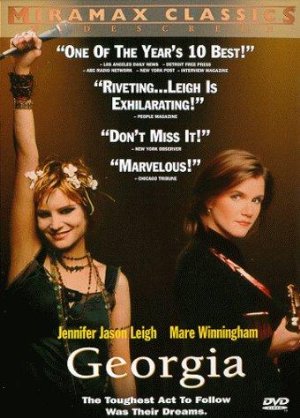 MIRAMAX CLASSICS
WIDESCREEN
"ONE OF THE YEAR'S 10 BEST!"
– LOS ANGELES DAILY NEWS – DETROIT FREE PRESS
– ABC RADIO NETWORK – NEW YORK POST – INTERVIEW MAGAZINE
"RIVETING...LEIGH IS
EXHILARATING!"
– PEOPLE MAGAZINE
"DON'T MISS IT!"
– NEW YORK OBSERVER
"MARVELOUS!"
– CHICAGO TRIBUNE
Jennifer Jason Leigh Mare Winningham
Georgia
The Toughest Act To Follow
Was Their Dreams.
DVD
VIDEO